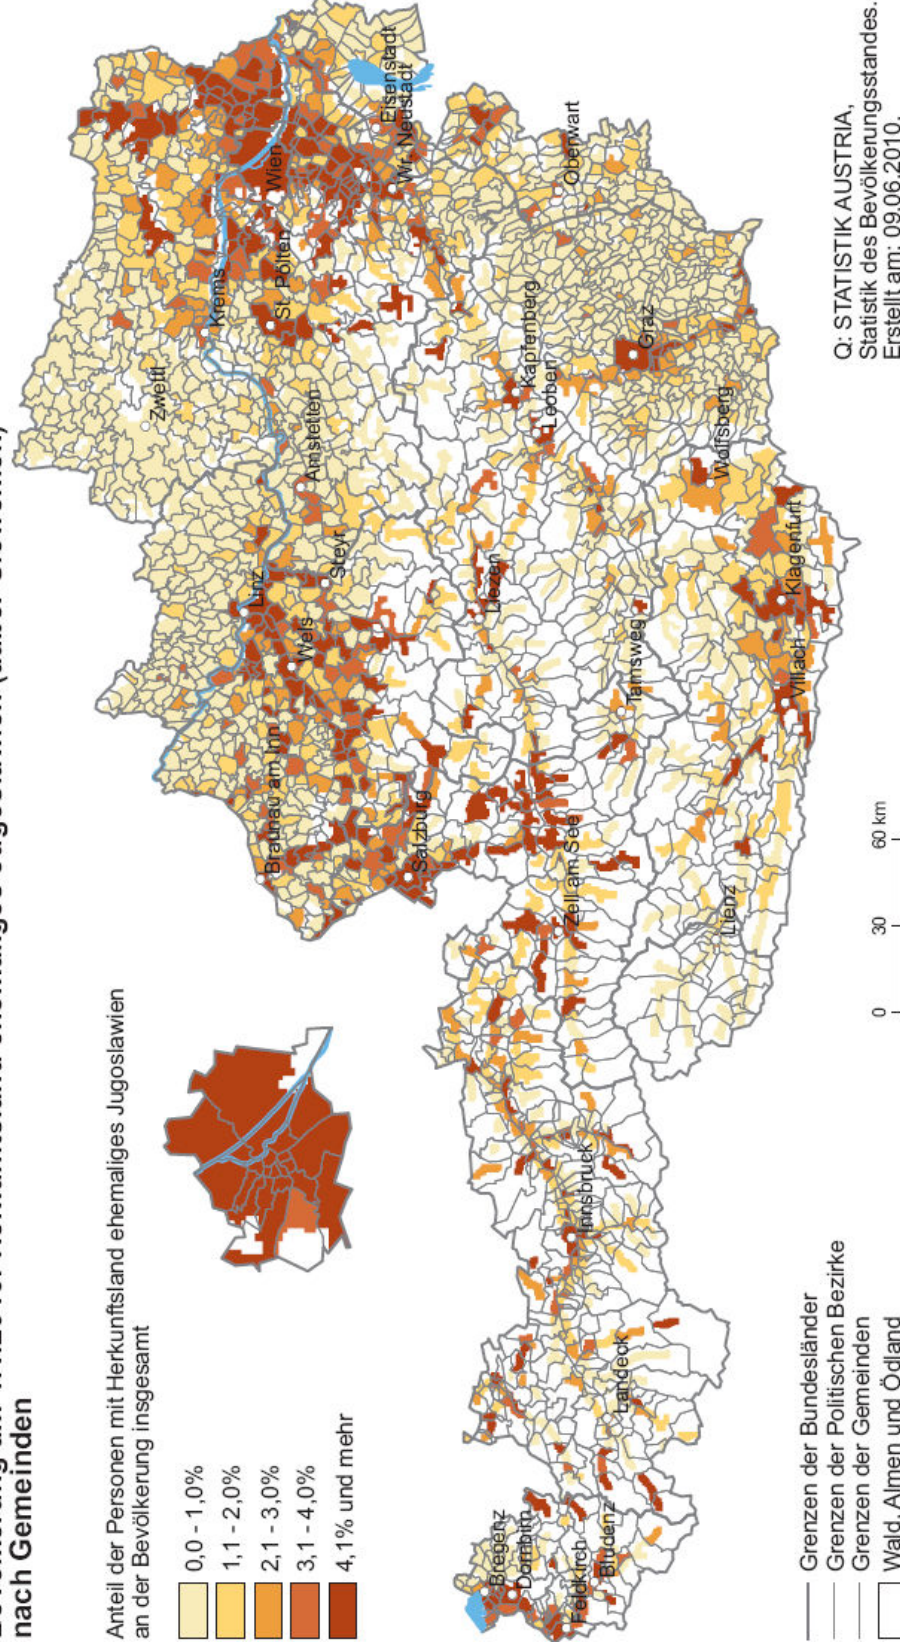 nach Gemeinden
Anteil der Personen mit Herkunftsland ehemaliges Jugoslawien
an der Bevölkerung insgesamt
0,0 - 1,0%
1,1 - 2,0%
2,1 - 3,0%
3,1 - 4,0%
4,1% und mehr
Zwettl
Krems
Wien
St. Pölten
Linz
Amstetten
Braunau am Inn
Wels
Steyr
Eisenstadt
Wr. Neustadt
Salzburg
Liezen
Bregenz
Dornbirn
Kapfenberg
Leoben
Oberwart
Zell am See
Innsbruck
Feldkirch
Bludenz
Landeck
Tamsweg
Graz
Wolfsberg
Lienz
Villach
Klagenfurt
Grenzen der Bundesländer
Grenzen der Politischen Bezirke
Grenzen der Gemeinden
Wald, Almen und Ödland
0 30 60 km
Q: STATISTIK AUSTRIA,
Statistik des Bevölkerungsstandes.
Erstellt am: 09.06.2010.